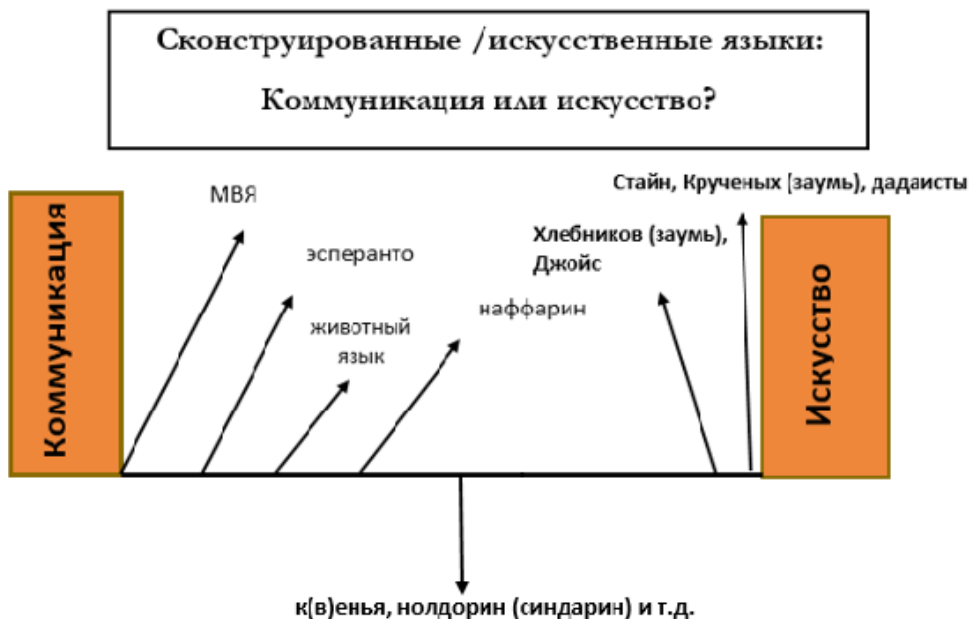 Сконструированные /искусственные языки:
Коммуникация или искусство?
Коммуникация
МВЯ
эсперанто
животный
язык
наффарин
Хлебников (заумь),
Джойс
Стайн, Крученых (заумь), дадаисты
Искусство
к(в)енья, нолдорин (синдарин) и т.д.